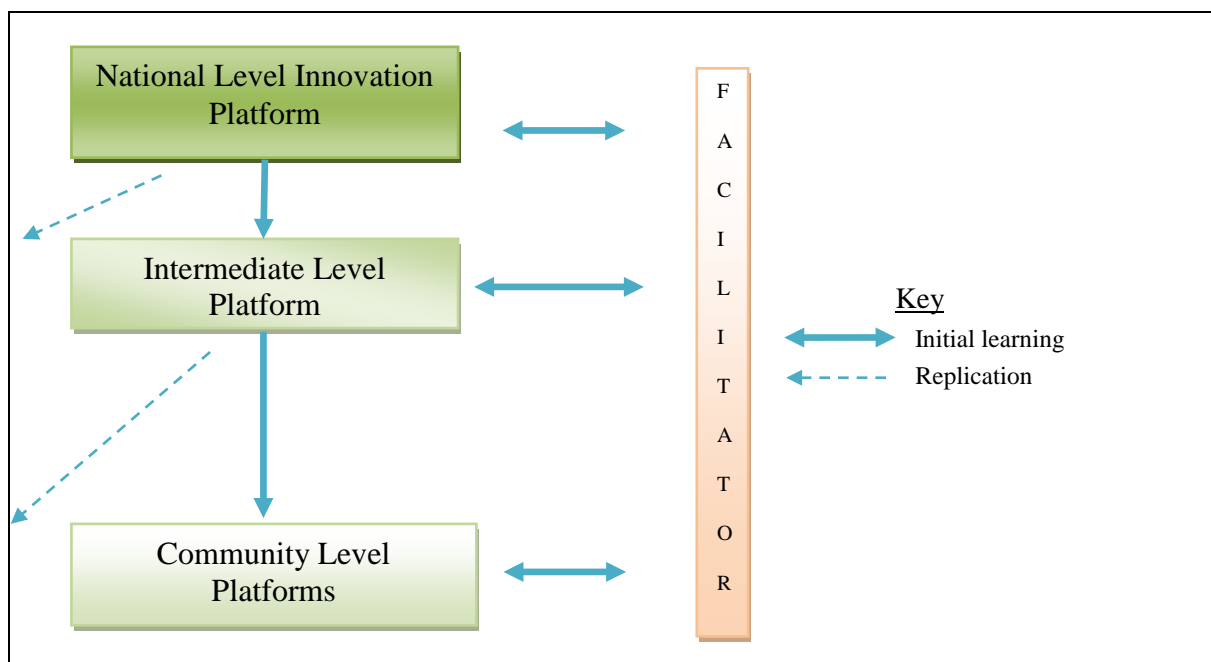 National Level Innovation
Platform
Intermediate Level
Platform
Community Level
Platforms
F
A
C
I
L
I
T
A
T
O
R
Key
Initial learning
Replication